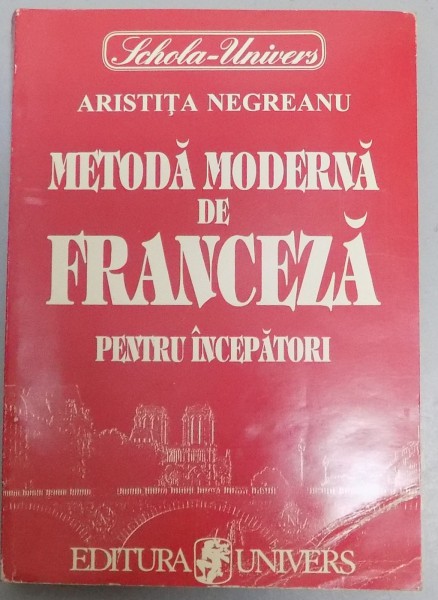 Schola-Univers
ARISTIȚA NEGREANU
METODĂ MODERNĂ
DE
FRANCEZĂ
PENTRU ÎNCEPĂTORI
EDITURA UNIVERS